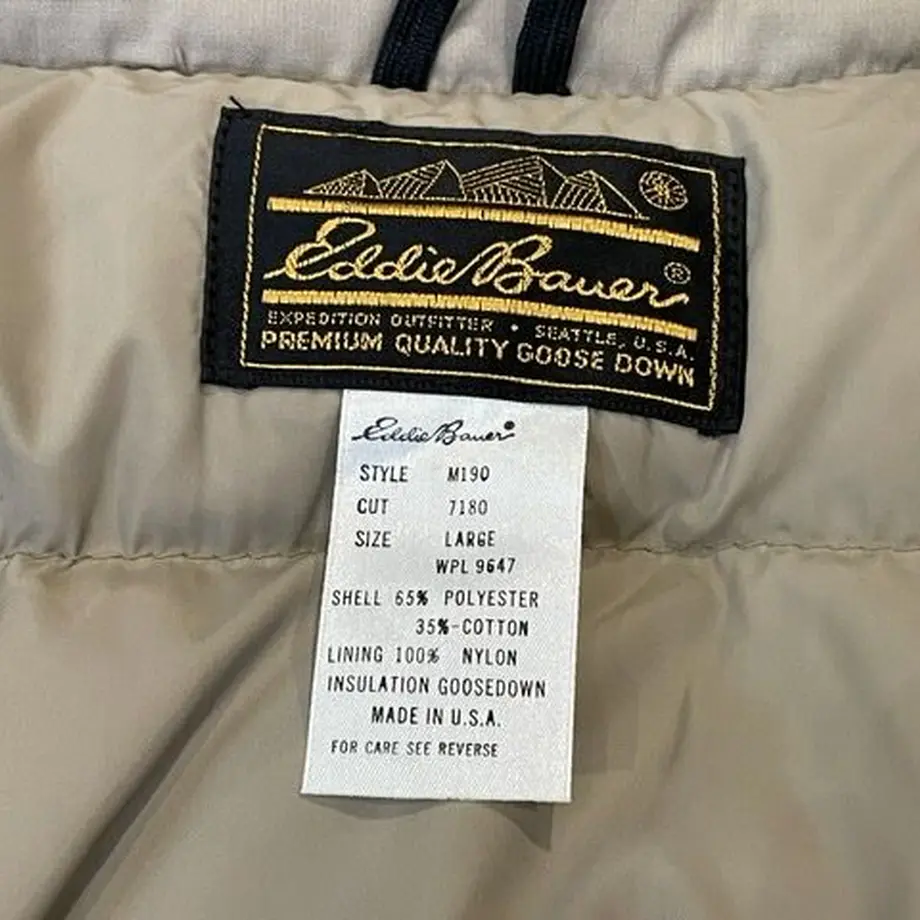 Eddie Bauer®
EXPEDITION OUTFITTER • SEATTLE, U.S.A.
PREMIUM QUALITY GOOSE DOWN
Eddie Bauer
STYLE M190
CUT 7180
SIZE LARGE
WPL 9647
SHELL 65% POLYESTER
35%-COTTON
LINING 100% NYLON
INSULATION GOOSEDOWN
MADE IN U.S.A.
FOR CARE SEE REVERSE